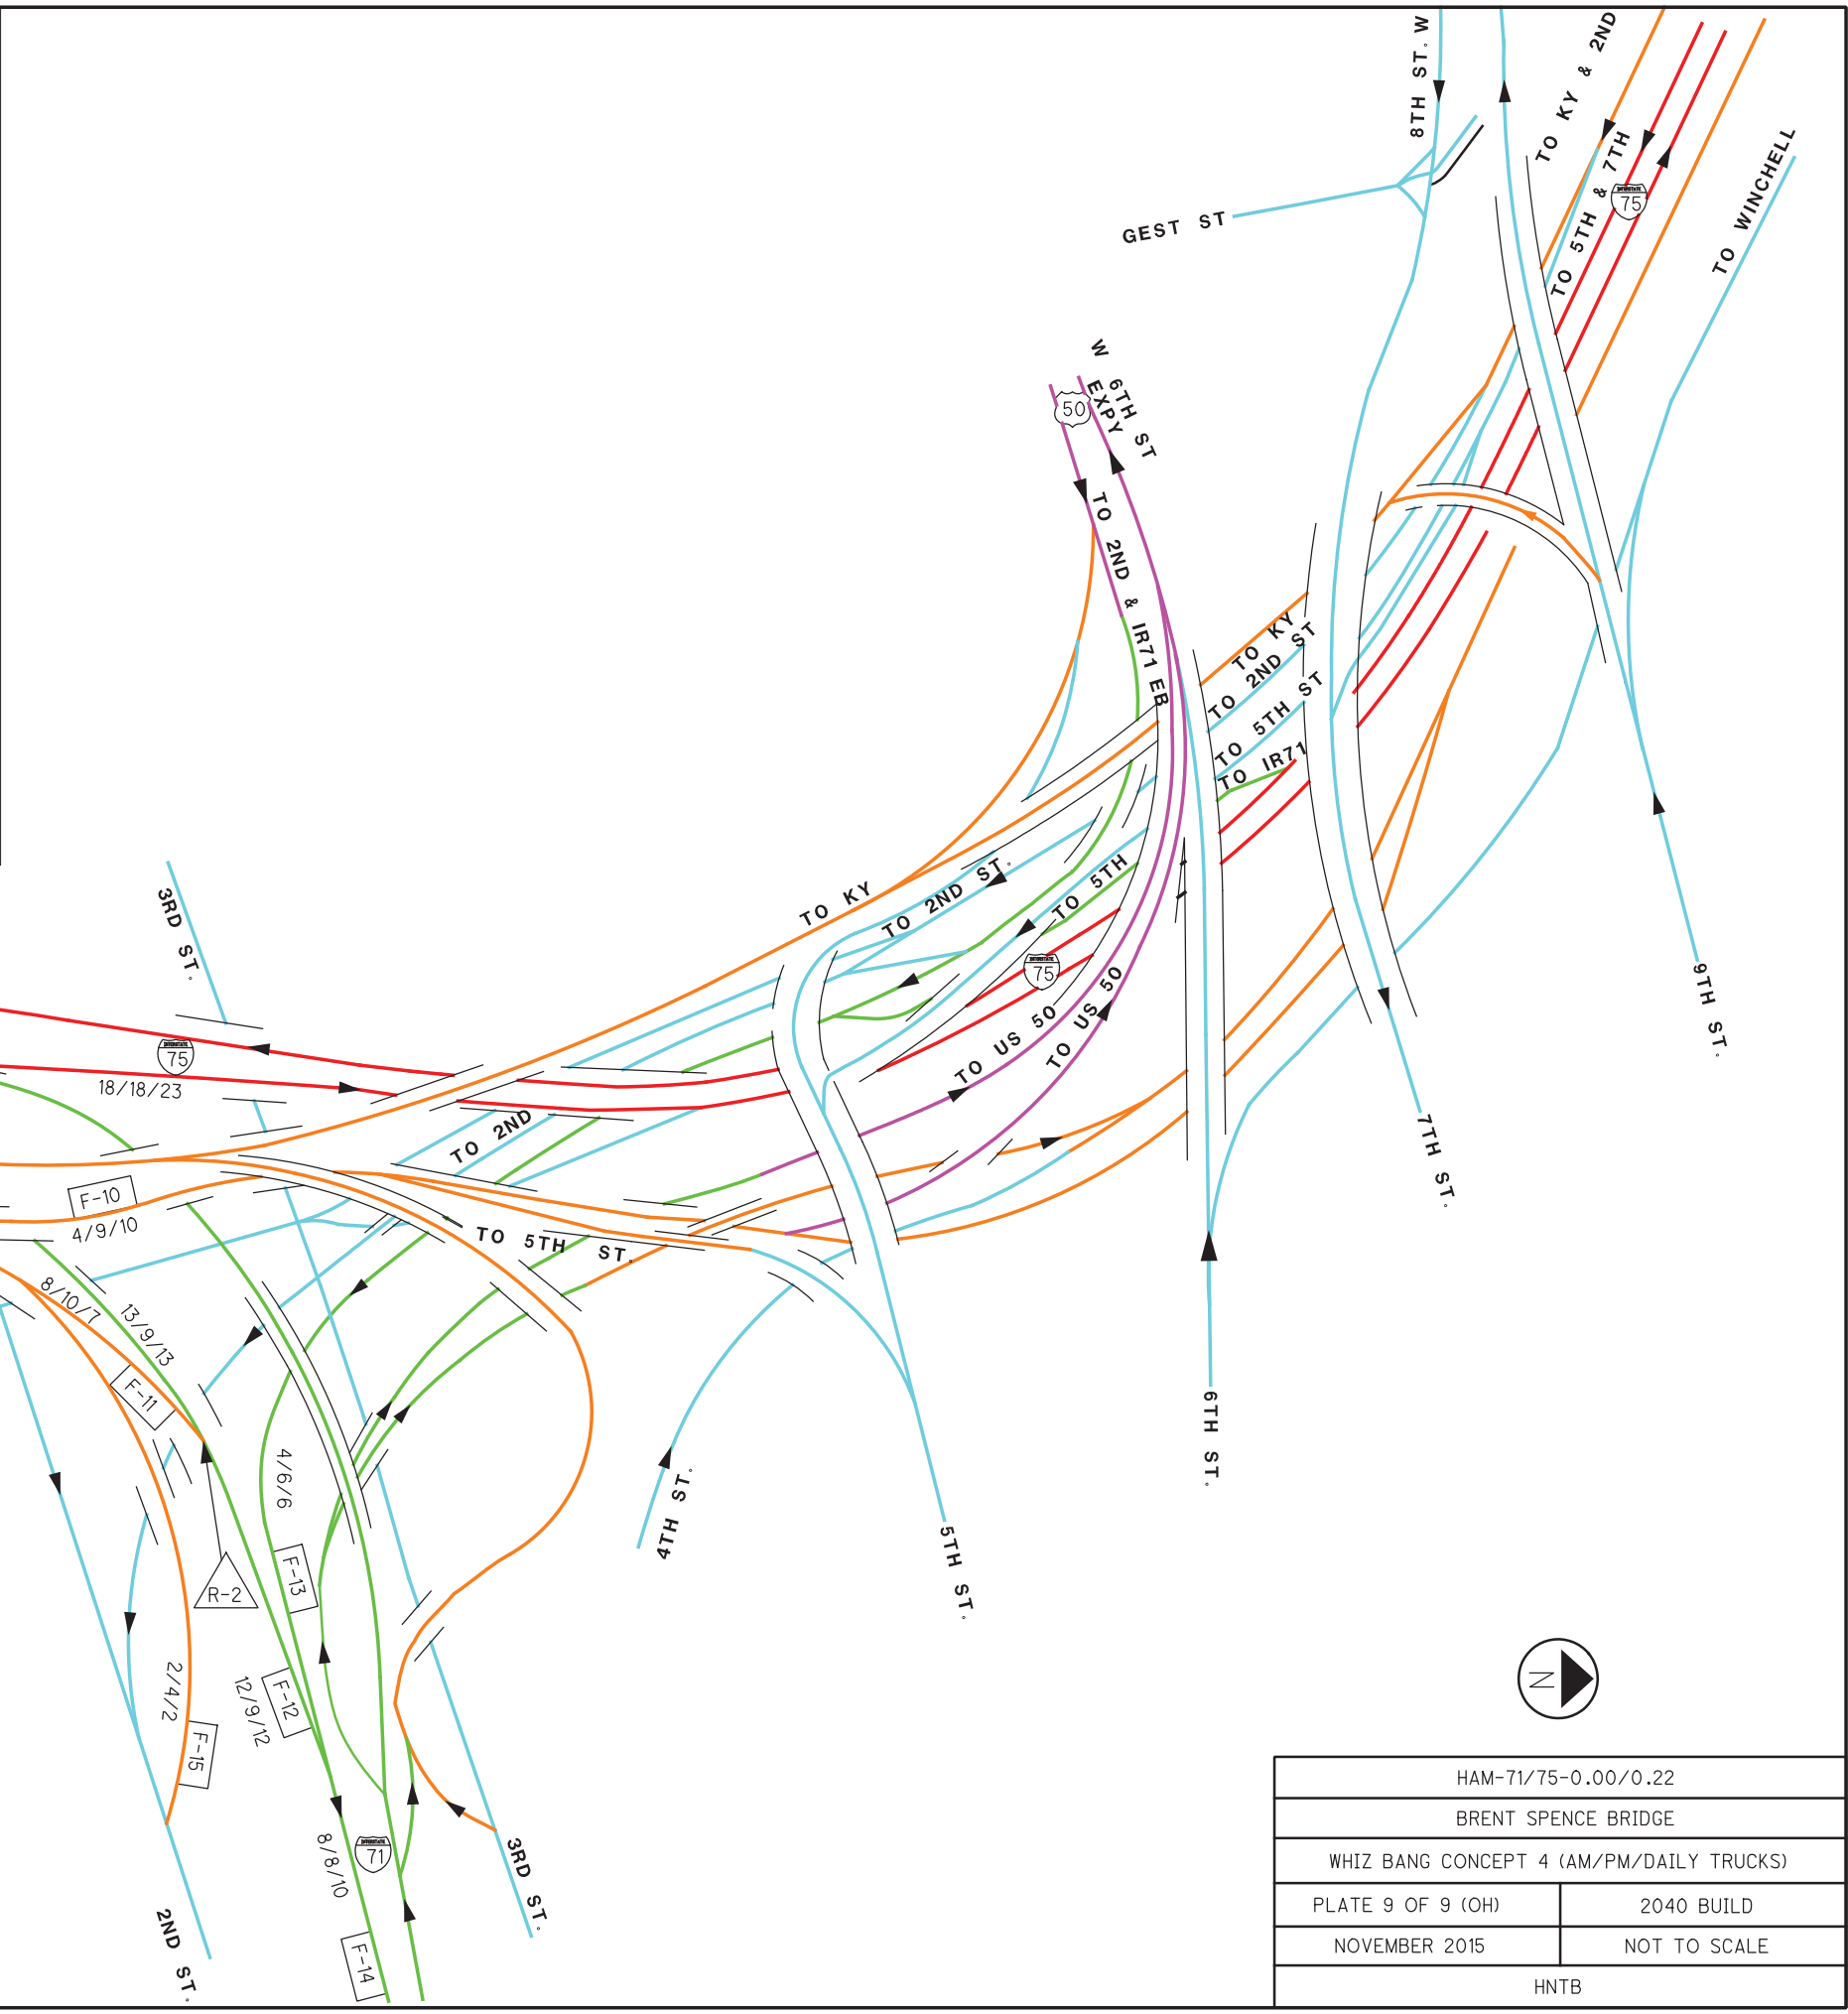 8TH ST. W
TO KY & 2ND
TO 5TH & 7TH
INTERSTATE
75
TO WINCHELL
GEST ST
W 6TH ST
EXPY
50
TO 2ND & IR71 EB
TO KY
TO 2ND ST
TO 5TH ST
TO IR71
TO KY
TO 2ND ST.
TO 5TH
INTERSTATE
75
TO US 50
TO US 50
9TH ST.
7TH ST.
3RD ST.
INTERSTATE
75
18/18/23
TO 2ND
F-10
4/9/10
TO 5TH ST.
8/10/7
13/9/13
F-11
4/6/6
F-13
R-2
2/4/2
F-15
F-12
12/9/12
4TH ST.
5TH ST.
6TH ST.
8/8/10
INTERSTATE
71
3RD ST.
2ND ST.
F-14
N
HAM-71/75-0.00/0.22
BRENT SPENCE BRIDGE
WHIZ BANG CONCEPT 4 (AM/PM/DAILY TRUCKS)
PLATE 9 OF 9 (OH)
2040 BUILD
NOVEMBER 2015
NOT TO SCALE
HNTB